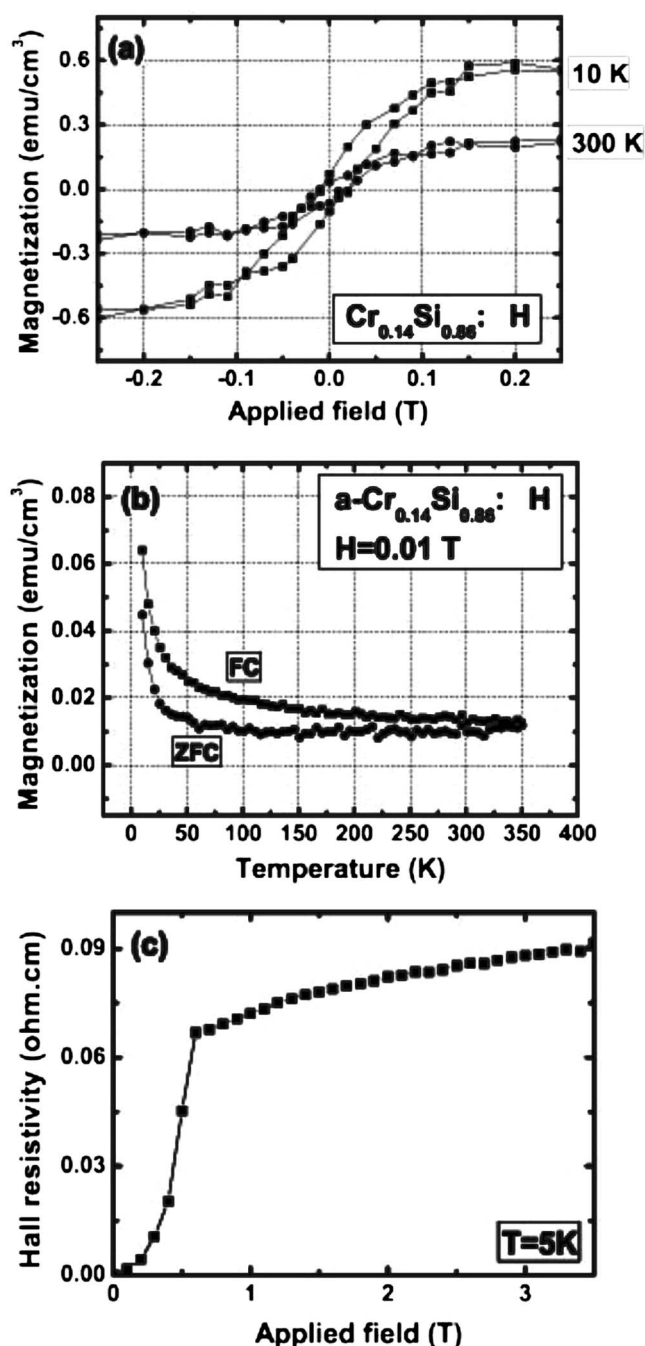 (a)
Magnetization (emu/cm³)
0.6
0.3
0.0
-0.3
-0.6
10 K
300 K
Cr₀.₁₄Si₀.₈₆: H
-0.2 -0.1 0.0 0.1 0.2
Applied field (T)
(b)
Magnetization (emu/cm³)
0.08
0.06
0.04
0.02
0.00
a-Cr₀.₁₄Si₀.₈₆: H
H=0.01 T
FC
ZFC
0 50 100 150 200 250 300 350 400
Temperature (K)
(c)
Hall resistivity (ohm.cm)
0.09
0.06
0.03
0.00
T=5K
0 1 2 3
Applied field (T)